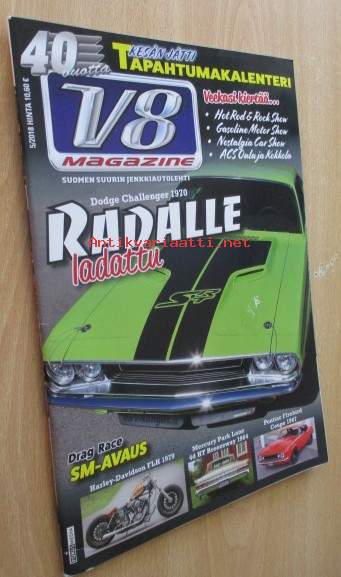 40 vuotta
KESÄN JÄTTI
TAPAHTUMAKALENTERI
5/2018 HINTA 10,60 €
V8
MAGAZINE
SUOMEN SUURIN JENKKIAUTOLEHTI
Veekasi kiertää...
• Hot Rod & Rock Show
• Gasoline Motor Show
• Nostalgia Car Show
• ACS Oulu ja Kokkola
Dodge Challenger 1970
RADALLE
ladattu
Antikvariaatti.net
Drag Race
SM-AVAUS
Harley-Davidson FLH 1979
Mercury Park Lane
64 HT Breezeway 1964
Pontiac Firebird
Coupe 1967